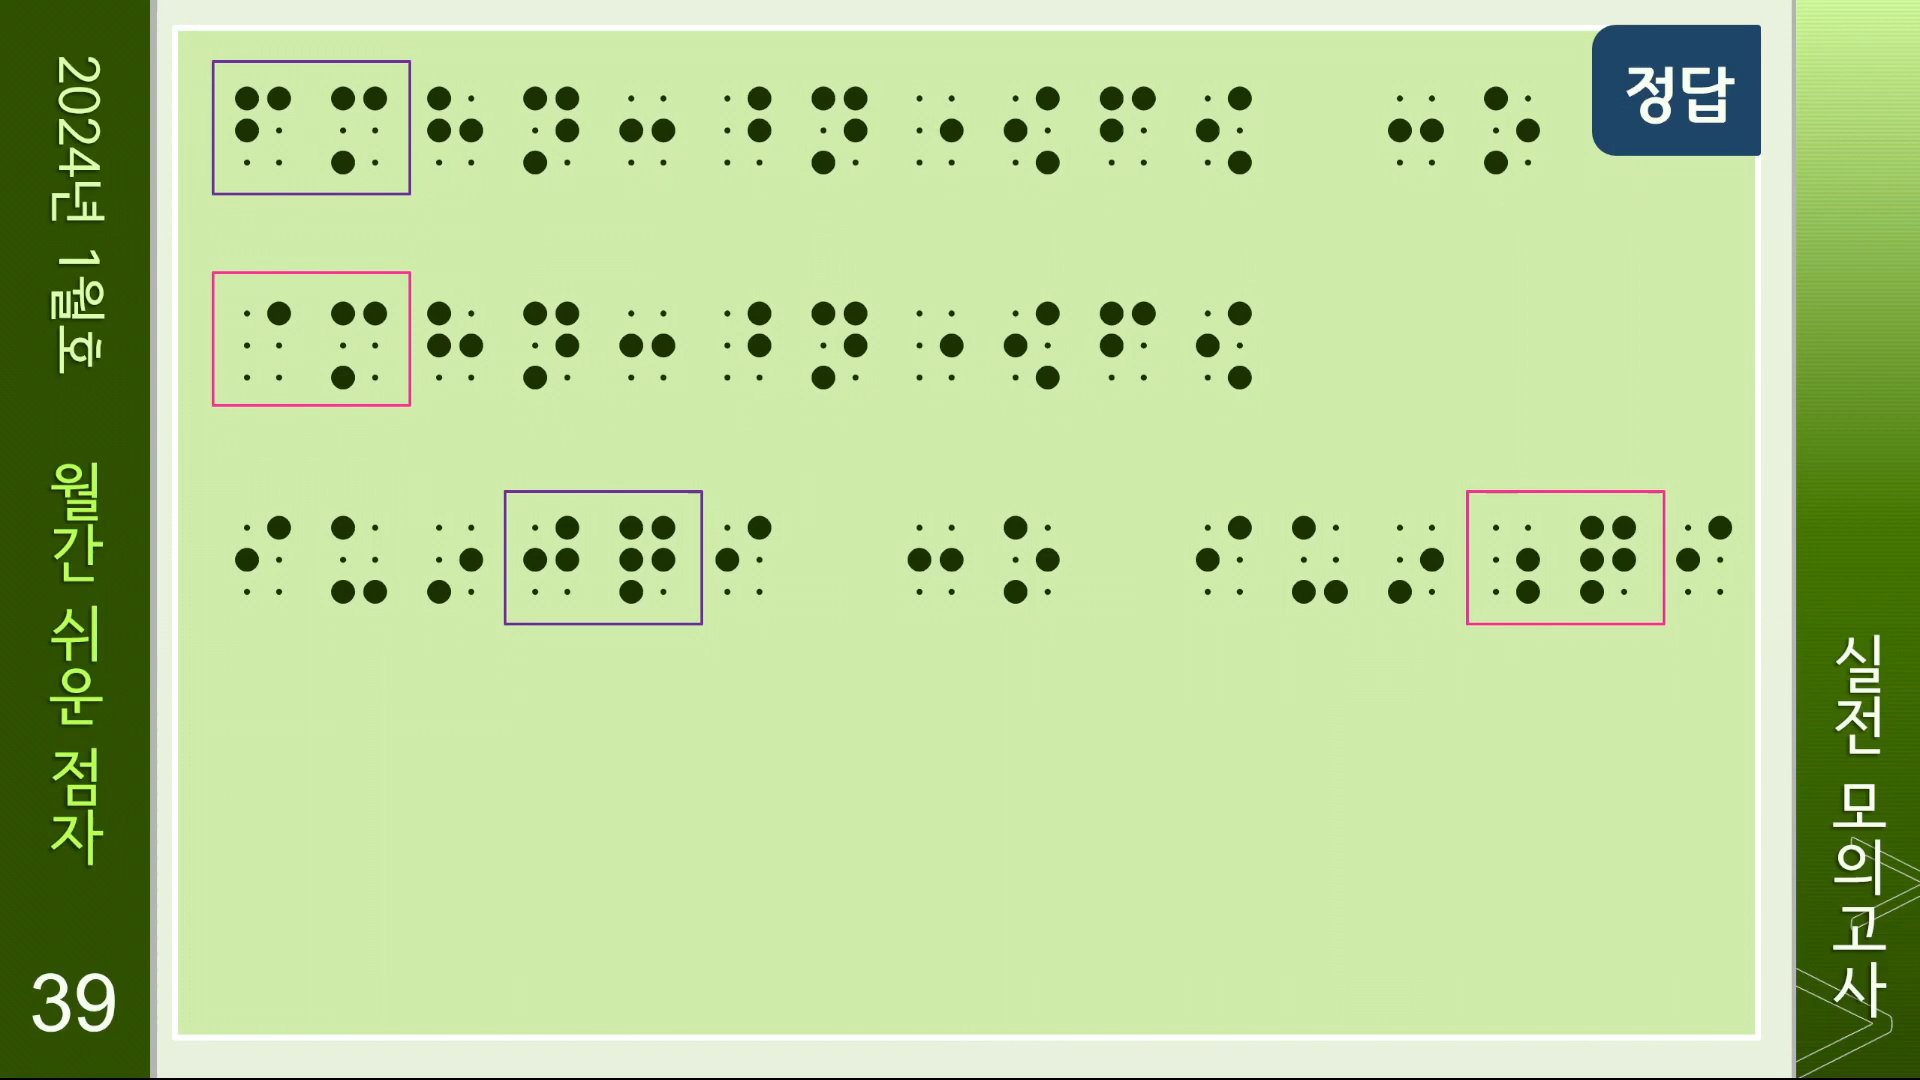 2024년 1월호 월간 쉬운 점자
39
정답
⠋⠍⠓⠝⠒⠘⠝⠐⠪⠋⠪ ⠒⠕
⠈⠍⠓⠝⠒⠘⠝⠐⠪⠋⠪
⠊⠥⠔⠚⠟⠊ ⠒⠕ ⠊⠥⠔⠰⠟⠊
실전 모의고사